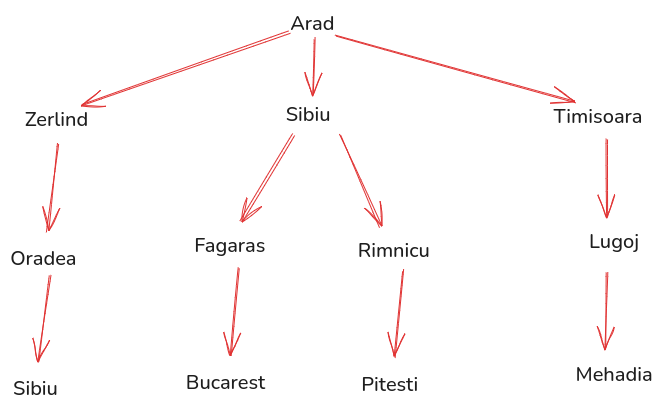 Arad
Zerlind
Sibiu
Timisoara
Oradea
Fagaras
Rimnicu
Lugoj
Sibiu
Bucarest
Pitesti
Mehadia